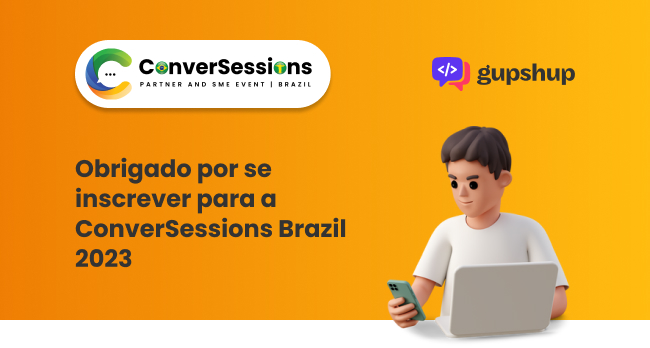 ConverSessions
PARTNER AND SME EVENT | BRAZIL
</> gupshup
Obrigado por se
inscrever para a
ConverSessions Brazil
2023